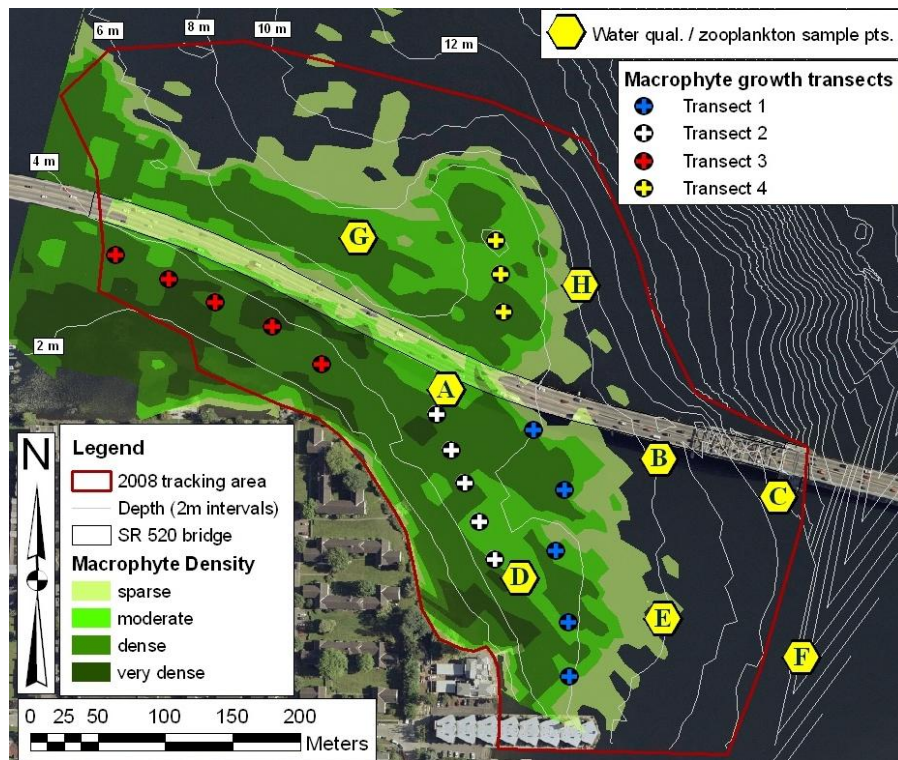 6 m
8 m
10 m
12 m
Water qual. / zooplankton sample pts.
Macrophyte growth transects
Transect 1
Transect 2
Transect 3
Transect 4
4 m
G
H
2 m
A
B
C
D
E
F
N
Legend
2008 tracking area
Depth (2m intervals)
SR 520 bridge
Macrophyte Density
sparse
moderate
dense
very dense
0 25 50 100 150 200
Meters